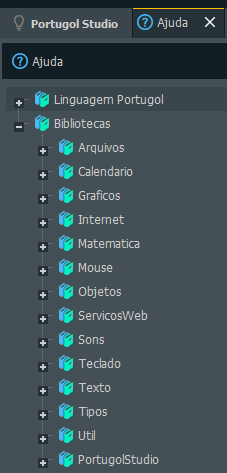 Portugol Studio
Ajuda
Ajuda
Linguagem Portugol
Bibliotecas
Arquivos
Calendario
Graficos
Internet
Matematica
Mouse
Objetos
ServicosWeb
Sons
Teclado
Texto
Tipos
Util
PortugolStudio